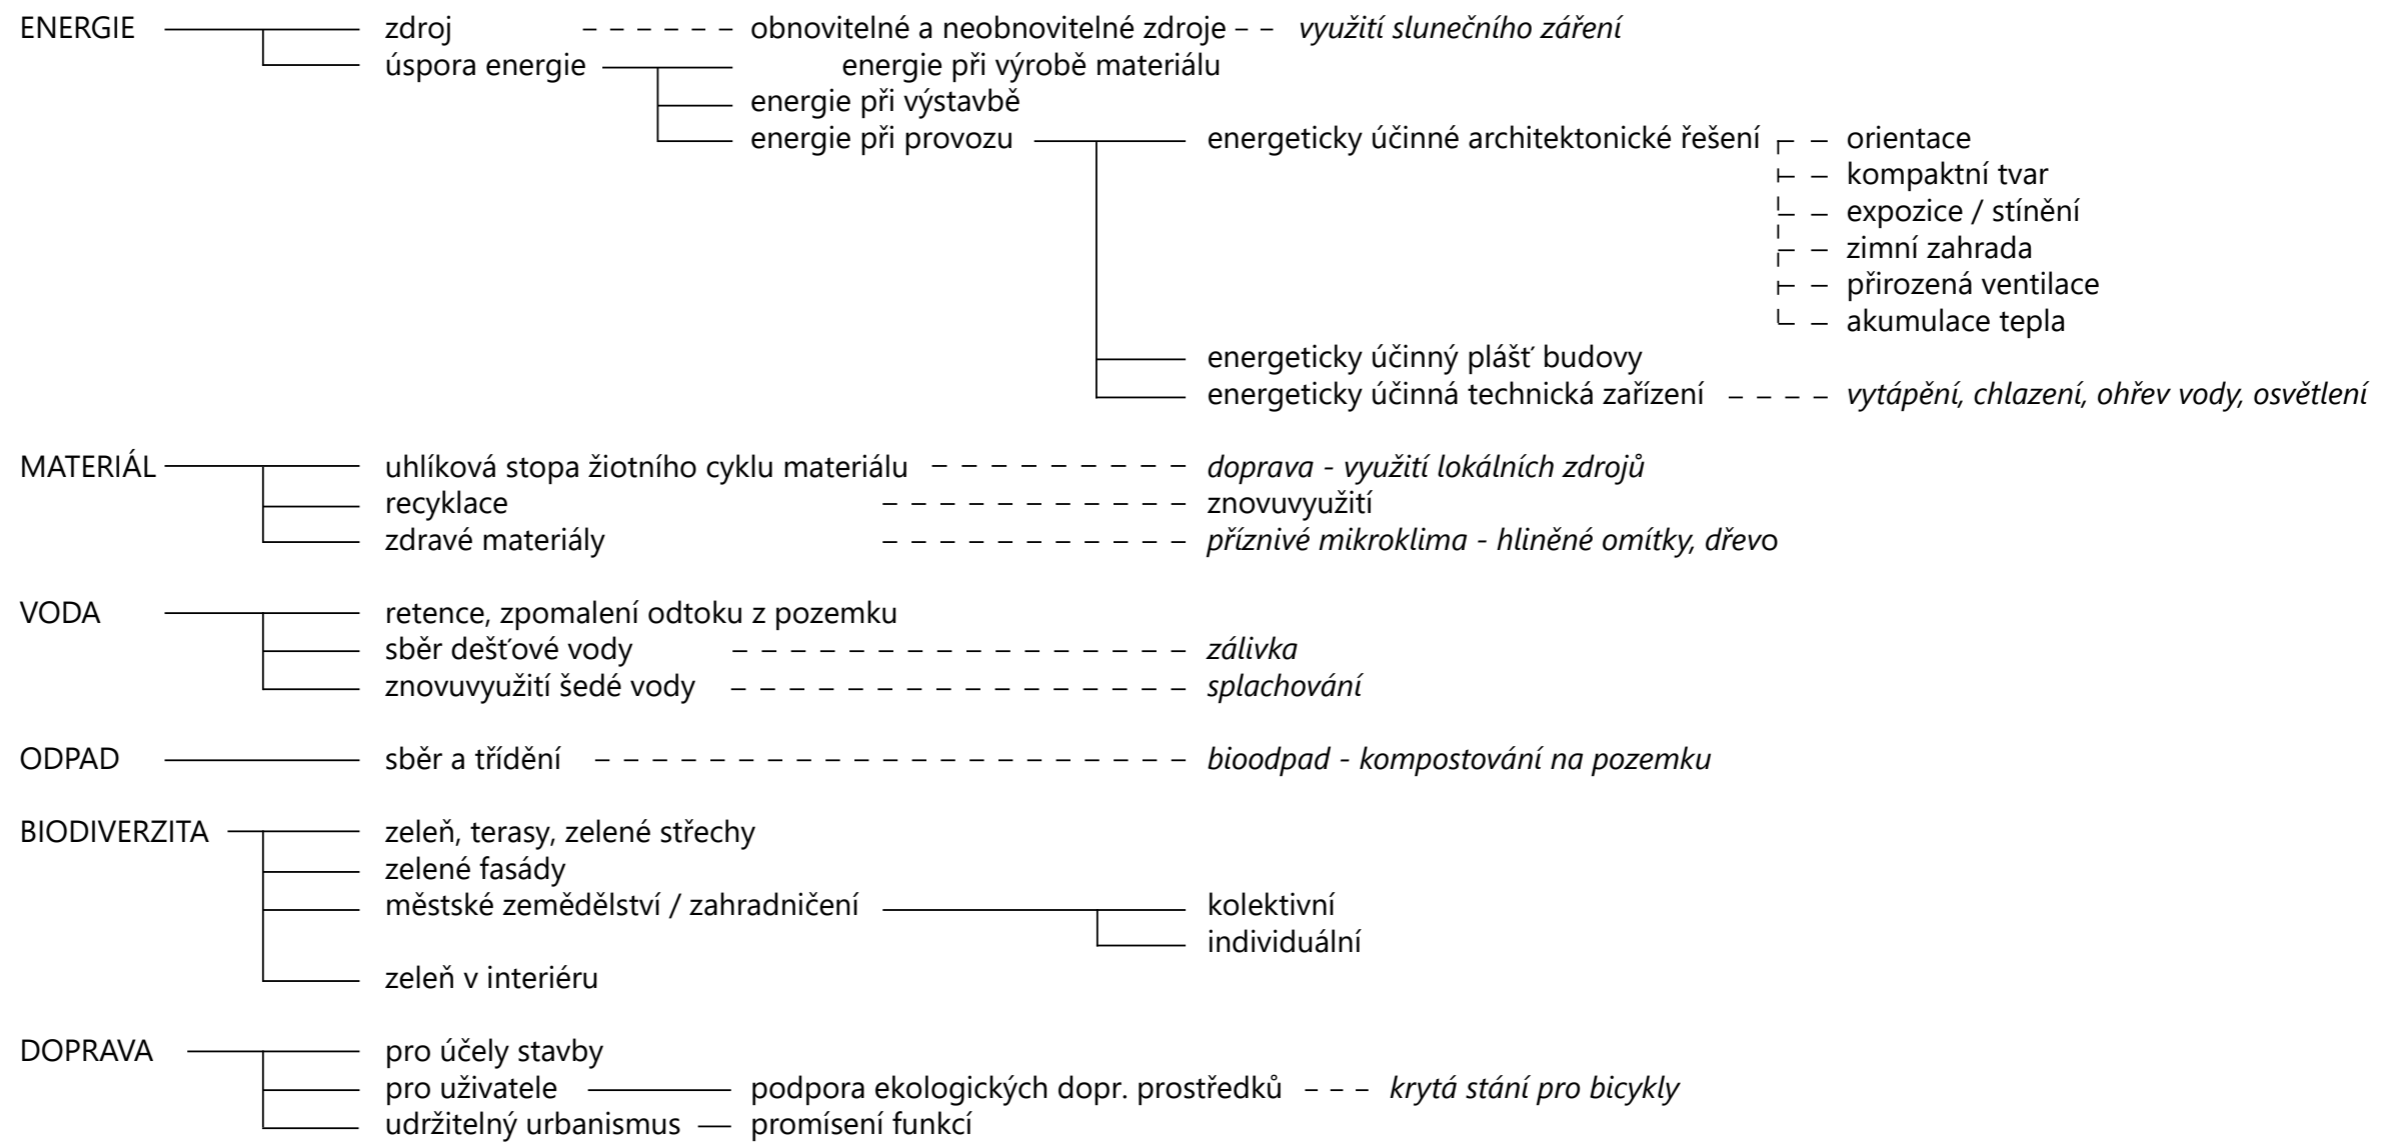 ENERGIE zdroj obnovitelné a neobnovitelné zdroje využití slunečního záření
úspora energie energie při výrobě materiálu
energie při výstavbě
energie při provozu energeticky účinné architektonické řešení orientace
kompaktní tvar
expozice / stínění
zimní zahrada
přirozená ventilace
akumulace tepla
energeticky účinný plášť budovy
energeticky účinná technická zařízení vytápění, chlazení, ohřev vody, osvětlení
MATERIÁL uhlíková stopa žiotního cyklu materiálu doprava - využití lokálních zdrojů
recyklace znovuvyužití
zdravé materiály příznivé mikroklima - hliněné omítky, dřevo
VODA retence, zpomalení odtoku z pozemku
sběr dešťové vody zálivka
znovuvyužití šedé vody splachování
ODPAD sběr a třídění bioodpad - kompostování na pozemku
BIODIVERZITA zeleň, terasy, zelené střechy
zelené fasády
městské zemědělství / zahradničení kolektivní
individuální
zeleň v interiéru
DOPRAVA pro účely stavby
pro uživatele podpora ekologických dopr. prostředků krytá stání pro bicykly
udržitelný urbanismus promísení funkcí